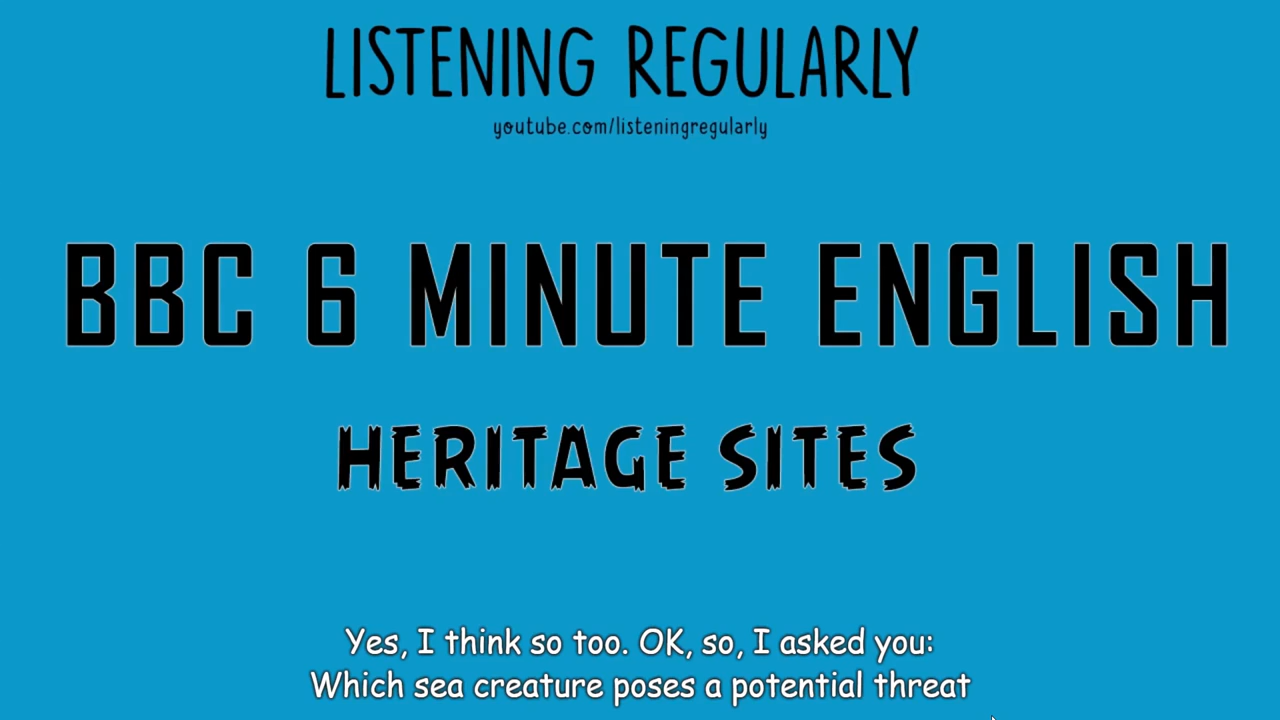 LISTENING REGULARLY
youtube.com/listeningregularly
BBC 6 MINUTE ENGLISH
HERITAGE SITES
Yes, I think so too. OK, so, I asked you:
Which sea creature poses a potential threat